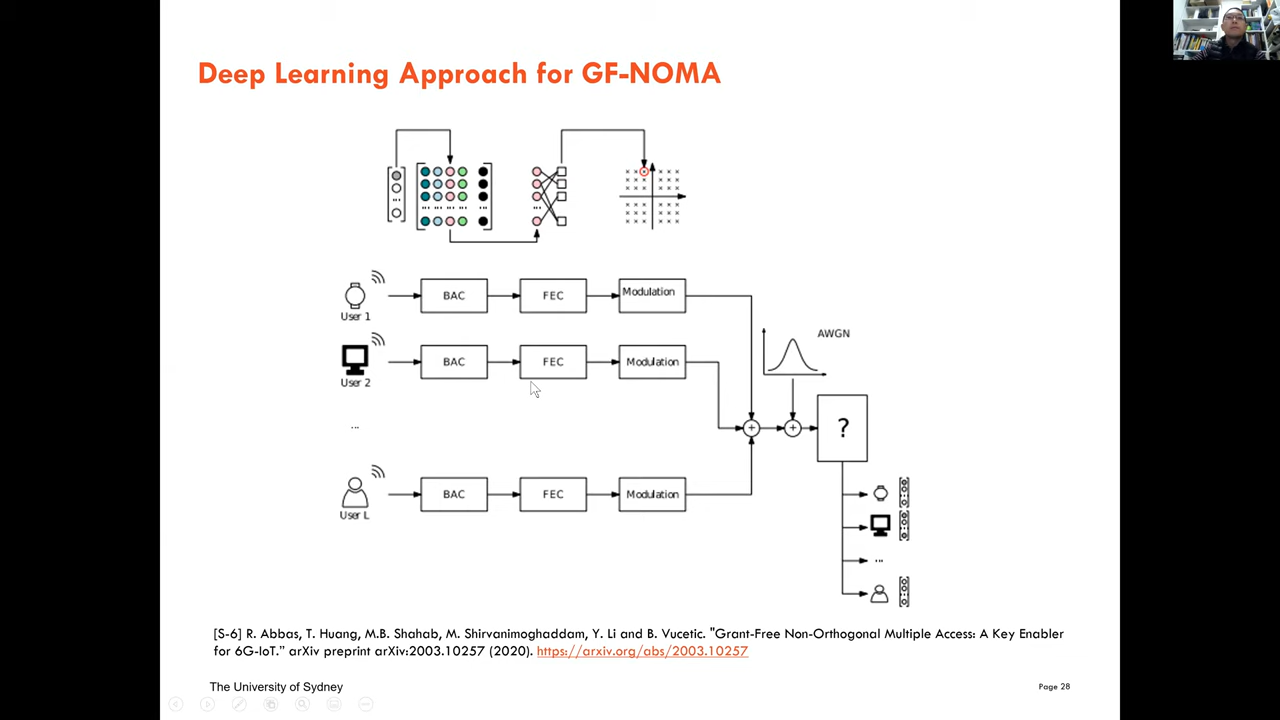 Deep Learning Approach for GF-NOMA
User 1
BAC
FEC
Modulation
User 2
BAC
FEC
Modulation
AWGN
...
?
User L
BAC
FEC
Modulation
...
[S-6] R. Abbas, T. Huang, M.B. Shahab, M. Shirvanimoghaddam, Y. Li and B. Vucetic. "Grant-Free Non-Orthogonal Multiple Access: A Key Enabler
for 6G-IoT." arXiv preprint arXiv:2003.10257 (2020). https://arxiv.org/abs/2003.10257
The University of Sydney
Page 28